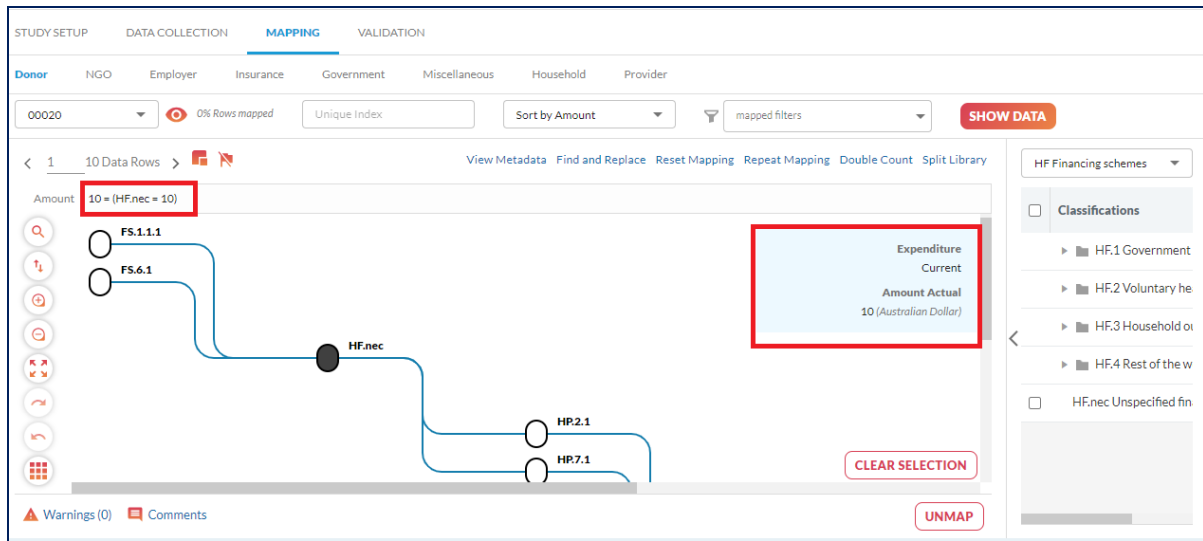 STUDY SETUP DATA COLLECTION MAPPING VALIDATION
Donor NGO Employer Insurance Government Miscellaneous Household Provider
00020 0% Rows mapped Unique Index Sort by Amount mapped filters SHOW DATA
1 10 Data Rows View Metadata Find and Replace Reset Mapping Repeat Mapping Double Count Split Library HF Financing schemes
Amount 10 = (HF.nec = 10)
Classifications
FS.1.1.1
Expenditure
HF.1 Government
Current
FS.6.1
HF.2 Voluntary he
Amount Actual
10 (Australian Dollar)
HF.3 Household ou
HF.nec
HF.4 Rest of the w
HF.nec Unspecified fin
HP.2.1
HP.7.1
CLEAR SELECTION
Warnings (0) Comments UNMAP